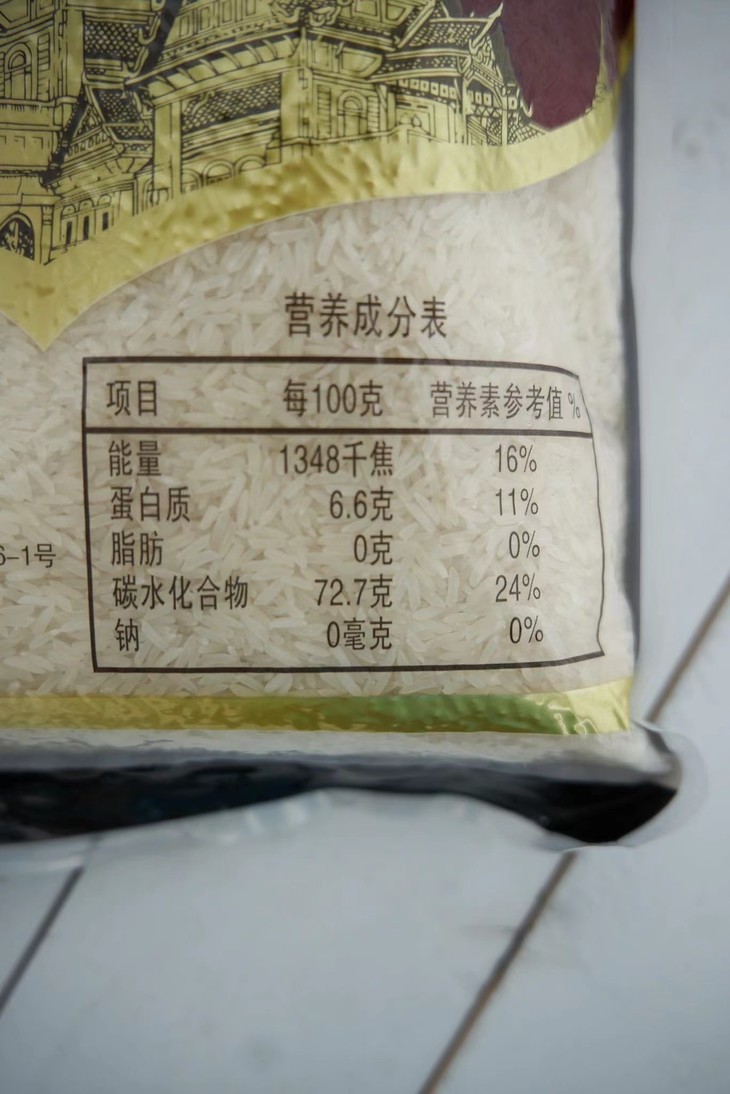 营养成分表
项目 每100克 营养素参考值 %
能量 1348千焦 16%
蛋白质 6.6克 11%
脂肪 0克 0%
6-1号
碳水化合物 72.7克 24%
钠 0毫克 0%